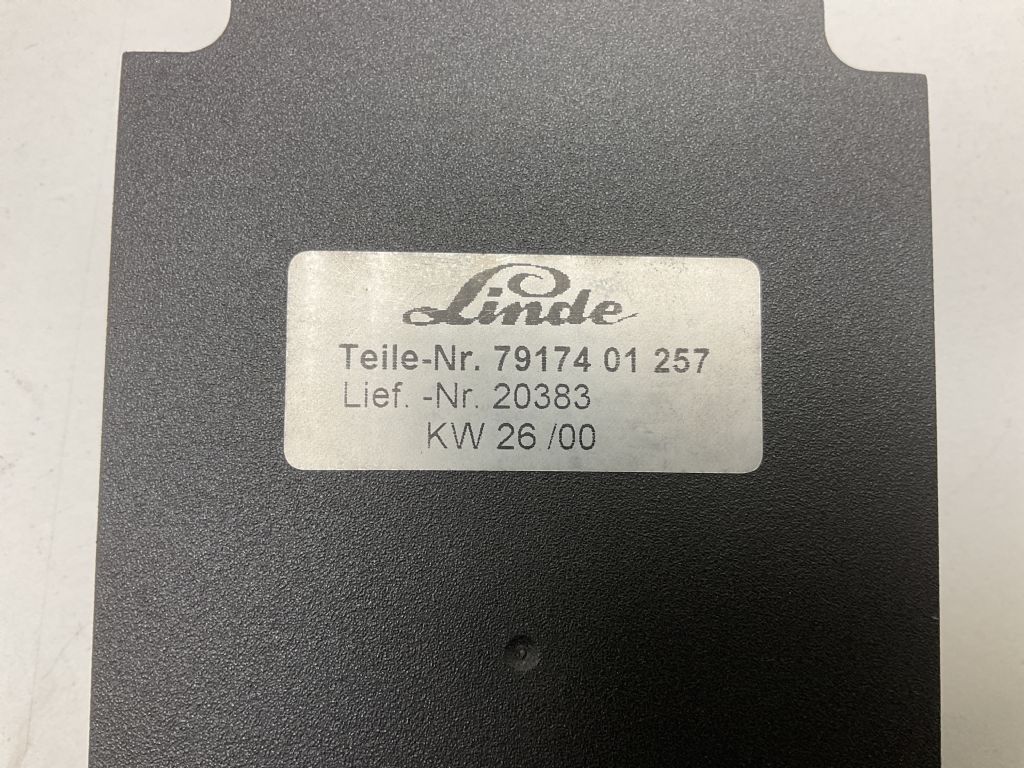 Linde
Teile-Nr. 79174 01 257
Lief. -Nr. 20383
KW 26 /00